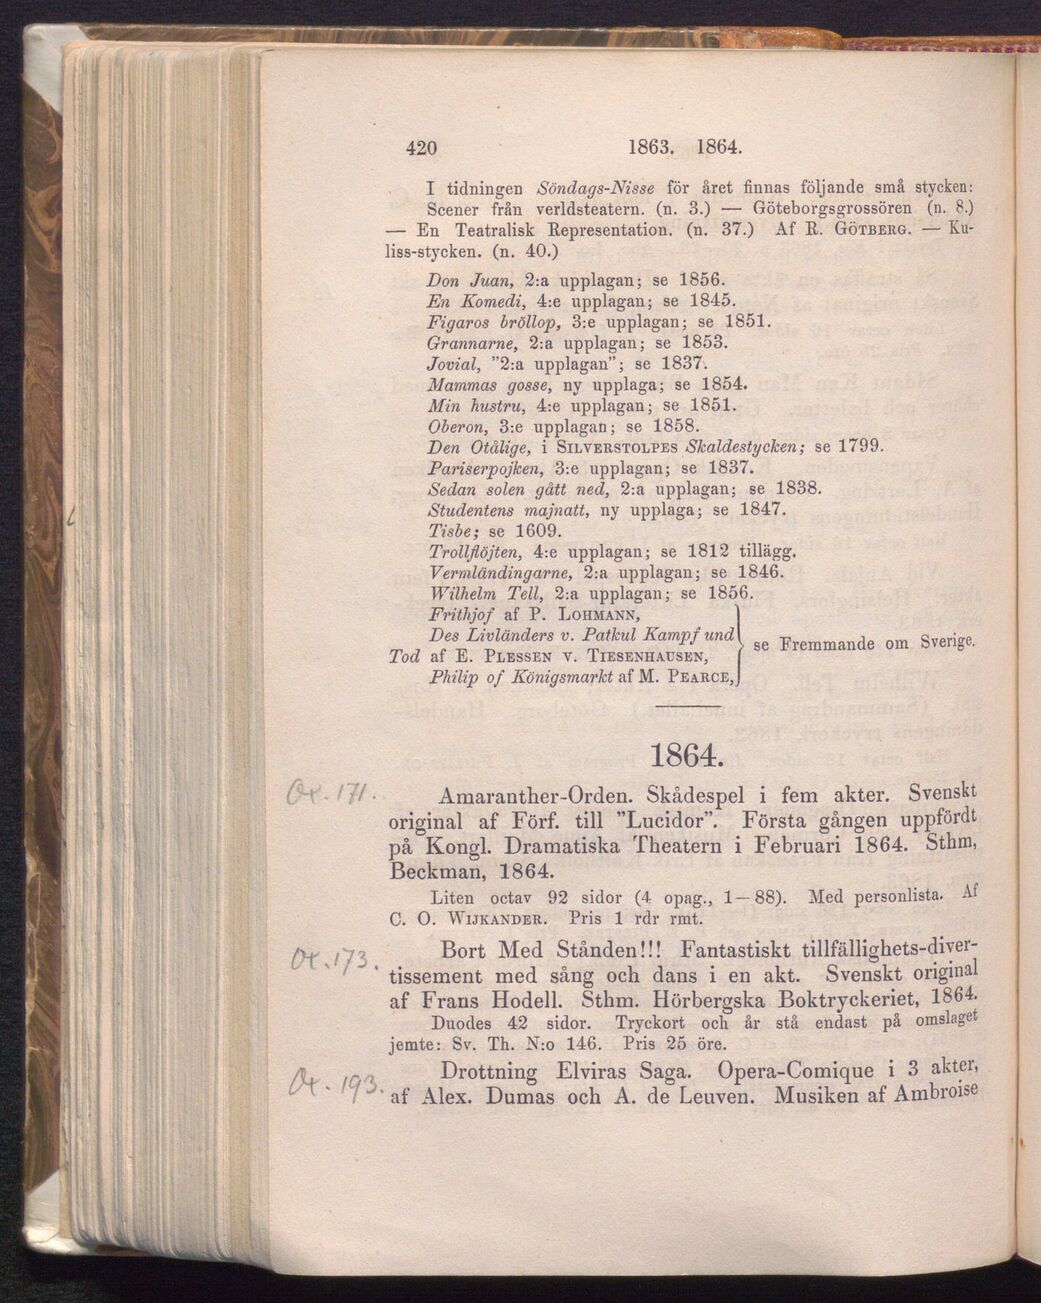 420 1863. 1864.
I tidningen Söndags-Nisse för året finnas följande små stycken:
Scener från verldsteatern. (n. 3.) — Göteborgsgrossören (n. 8.)
— En Teatralisk Representation. (n. 37.) Af R. GÖTBERG. — Ku-
liss-stycken. (n. 40.)
Don Juan, 2:a upplagan; se 1856.
En Komedi, 4:e upplagan; se 1845.
Figaros bröllop, 3:e upplagan; se 1851.
Grannarne, 2:a upplagan; se 1853.
Jovial, "2:a upplagan"; se 1837.
Mammas gosse, ny upplaga; se 1854.
Min hustru, 4:e upplagan; se 1851.
Oberon, 3:e upplagan; se 1858.
Den Otålige, i SILVERSTOLPES Skaldestycken; se 1799.
Pariserpojken, 3:e upplagan; se 1837.
Sedan solen gått ned, 2:a upplagan; se 1838.
Studentens majnatt, ny upplaga; se 1847.
Tisbe; se 1609.
Trollflöjten, 4:e upplagan; se 1812 tillägg.
Vermländingarne, 2:a upplagan; se 1846.
Wilhelm Tell, 2:a upplagan; se 1856.
Frithjof af P. LOHMANN,
Des Livländers v. Patkul Kampf und
Tod af E. PLESSEN V. TIESENHAUSEN,
Philip of Königsmarkt af M. PEARCE,
se Fremmande om Sverige.
1864.
Ox. 171.
Amaranther-Orden. Skådespel i fem akter. Svenskt
original af Förf. till "Lucidor". Första gången uppfördt
på Kongl. Dramatiska Theatern i Februari 1864. Sthm,
Beckman, 1864.
Liten octav 92 sidor (4 opag., 1—88). Med personlista. Af
C. O. WIJKANDER. Pris 1 rdr rmt.
Ox. 173.
Bort Med Stånden!!! Fantastiskt tillfällighets-diver-
tissement med sång och dans i en akt. Svenskt original
af Frans Hodell. Sthm. Hörbergska Boktryckeriet, 1864.
Duodes 42 sidor. Tryckort och år stå endast på omslaget
jemte: Sv. Th. N:o 146. Pris 25 öre.
Ox. 193.
Drottning Elviras Saga. Opera-Comique i 3 akter,
af Alex. Dumas och A. de Leuven. Musiken af Ambroise